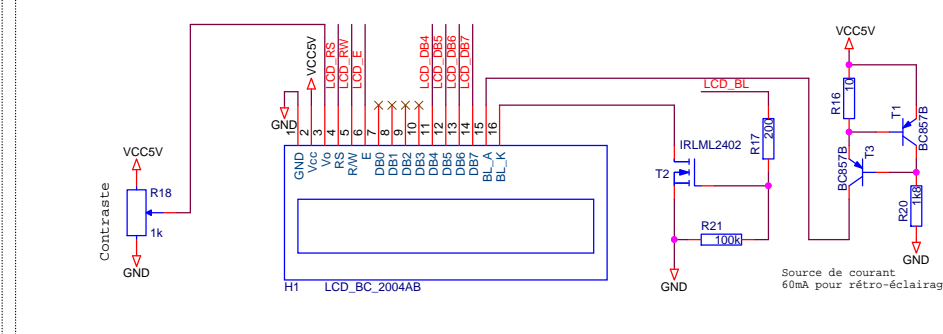 VCC5V
R16
10
T1
BC857B
BC857B
T3
R20
1k8
GND
Source de courant
60mA pour rétro-éclairag
LCD_RS
LCD_RW
LCD_E
VCC5V
GND
LCD_DB4
LCD_DB5
LCD_DB6
LCD_DB7
LCD_BL
R17
200
IRLML2402
T2
R21
100k
GND
1
2
3
4
5
6
7
8
9
10
11
12
13
14
15
16
GND
Vcc
Vo
RS
R/W
E
DB0
DB1
DB2
DB3
DB4
DB5
DB6
DB7
BL_A
BL_K
H1 LCD_BC_2004AB
VCC5V
R18
1k
Contraste
GND